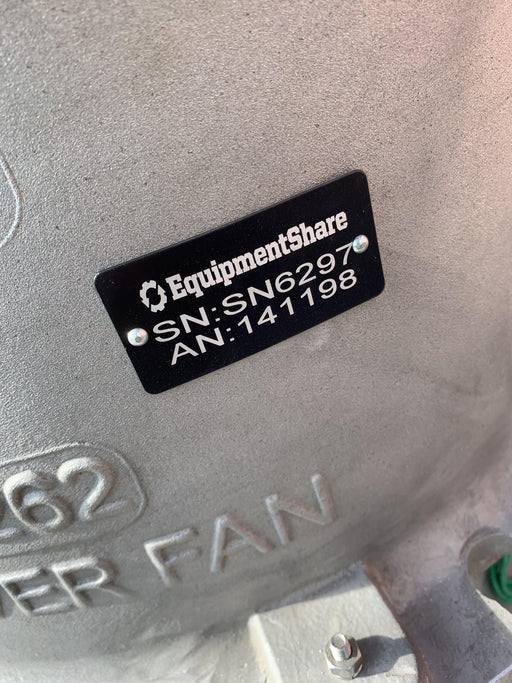 EquipmentShare
SN:SN6297
AN:141198
262
FAN